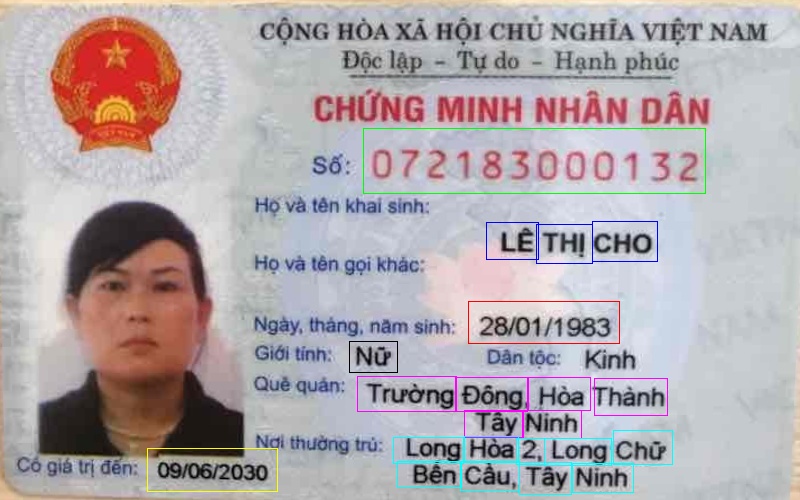 CỘNG HÒA XÃ HỘI CHỦ NGHĨA VIỆT NAM
Độc lập - Tự do - Hạnh phúc
CHỨNG MINH NHÂN DÂN
Số: 072183000132
Họ và tên khai sinh:
LÊ THỊ CHO
Họ và tên gọi khác:
Ngày, tháng, năm sinh: 28/01/1983
Giới tính: Nữ Dân tộc: Kinh
Quê quán: Trường Đông, Hòa Thành
Tây Ninh
Nơi thường trú: Long Hòa 2, Long Chữ
Bến Cầu, Tây Ninh
Có giá trị đến: 09/06/2030